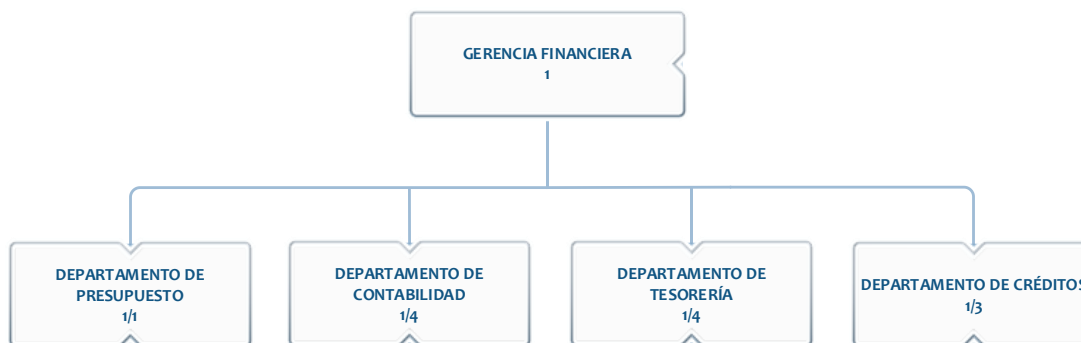 GERENCIA FINANCIERA
1
DEPARTAMENTO DE
PRESUPUESTO
1/1
DEPARTAMENTO DE
CONTABILIDAD
1/4
DEPARTAMENTO DE
TESORERÍA
1/4
DEPARTAMENTO DE CRÉDITOS
1/3